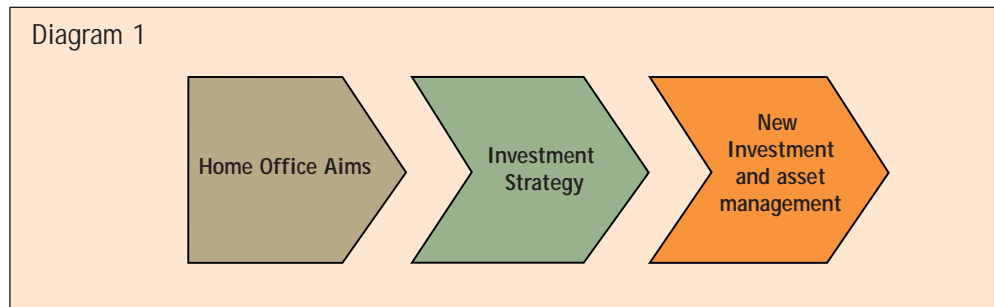 Diagram 1
Home Office Aims
Investment
Strategy
New
Investment
and asset
management